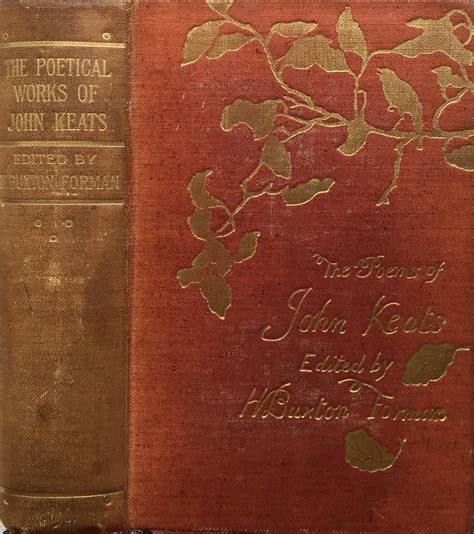 THE POETICAL
WORKS OF
JOHN KEATS
EDITED BY
BUXTON FORMAN
The Poems of
John Keats
Edited by
H. Buxton Forman